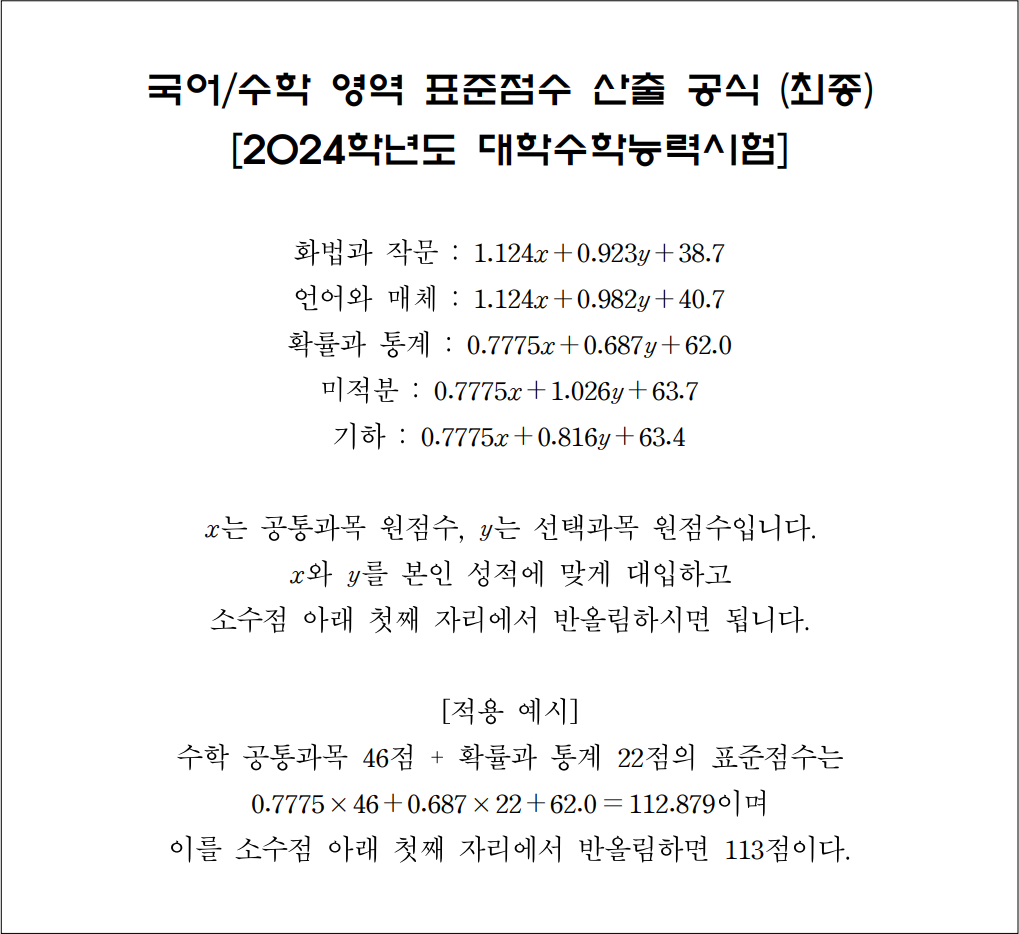 국어/수학 영역 표준점수 산출 공식 (최종)
[2024학년도 대학수학능력시험]
화법과 작문 : 1.124x+0.923y+38.7
언어와 매체 : 1.124x+0.982y+40.7
확률과 통계 : 0.7775x+0.687y+62.0
미적분 : 0.7775x+1.026y+63.7
기하 : 0.7775x+0.816y+63.4
x는 공통과목 원점수, y는 선택과목 원점수입니다.
x와 y를 본인 성적에 맞게 대입하고
소수점 아래 첫째 자리에서 반올림하시면 됩니다.
[적용 예시]
수학 공통과목 46점 + 확률과 통계 22점의 표준점수는
0.7775×46+0.687×22+62.0=112.879이며
이를 소수점 아래 첫째 자리에서 반올림하면 113점이다.